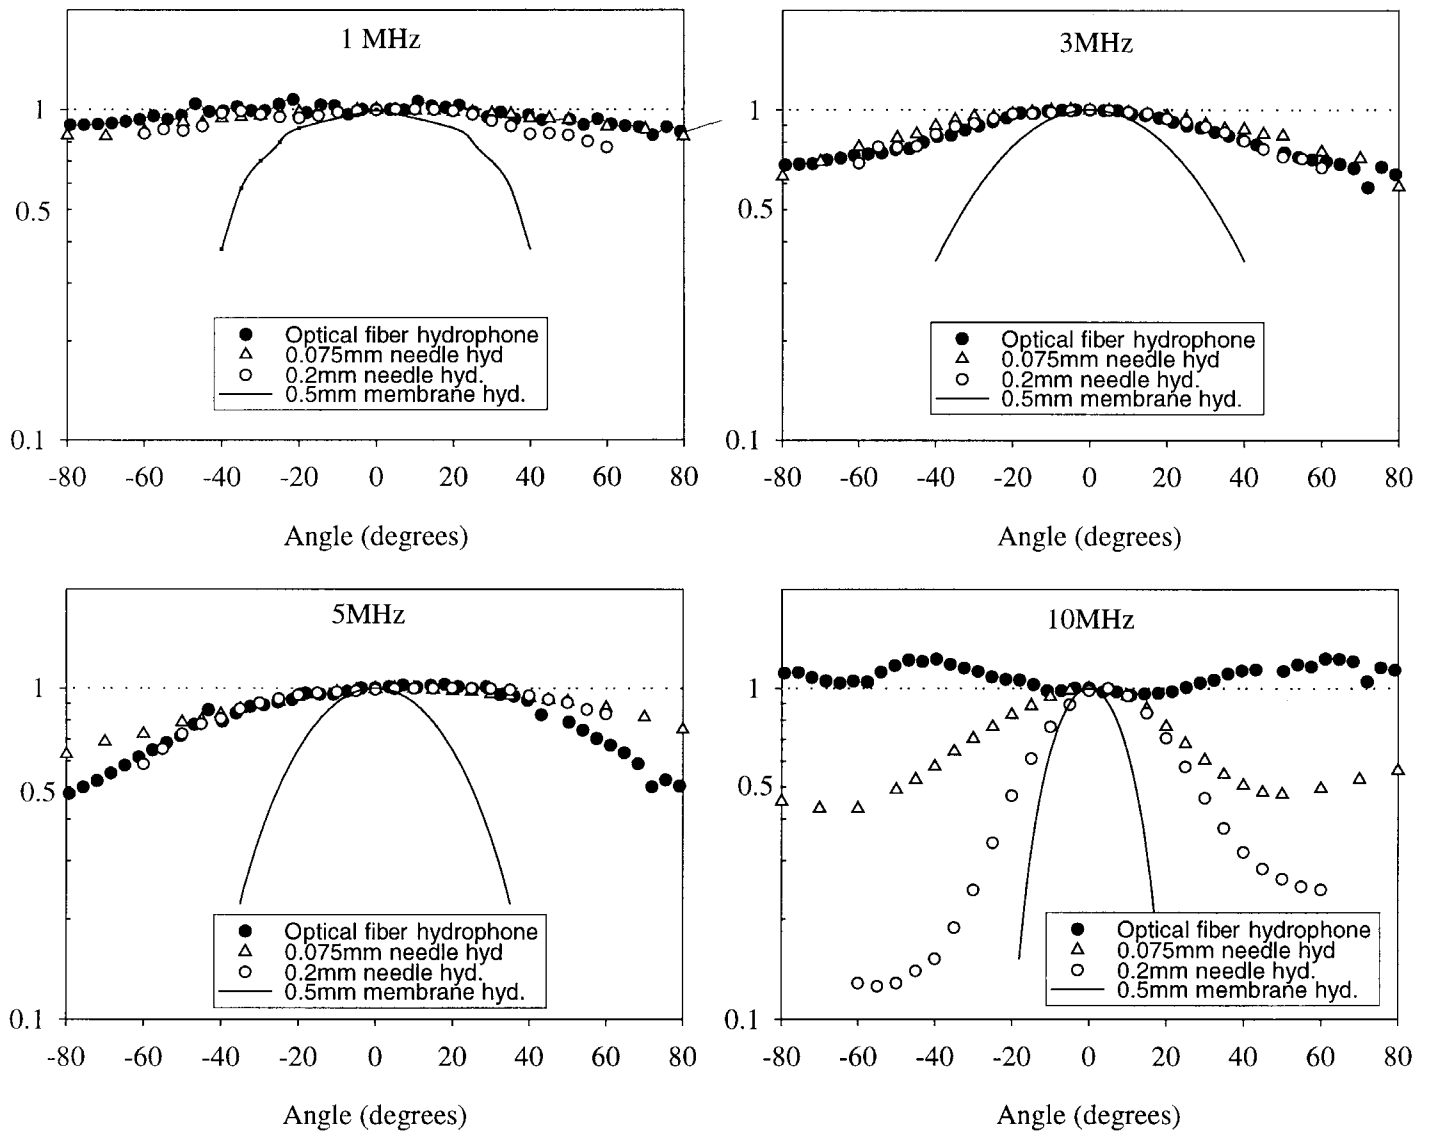 1 MHz
1
0.5
0.1
Optical fiber hydrophone
0.075mm needle hyd
0.2mm needle hyd.
0.5mm membrane hyd.
-80 -60 -40 -20 0 20 40 60 80
Angle (degrees)
3MHz
1
0.5
0.1
Optical fiber hydrophone
0.075mm needle hyd
0.2mm needle hyd.
0.5mm membrane hyd.
-80 -60 -40 -20 0 20 40 60 80
Angle (degrees)
5MHz
1
0.5
0.1
Optical fiber hydrophone
0.075mm needle hyd
0.2mm needle hyd.
0.5mm membrane hyd.
-80 -60 -40 -20 0 20 40 60 80
Angle (degrees)
10MHz
1
0.5
0.1
Optical fiber hydrophone
0.075mm needle hyd
0.2mm needle hyd.
0.5mm membrane hyd.
-80 -60 -40 -20 0 20 40 60 80
Angle (degrees)